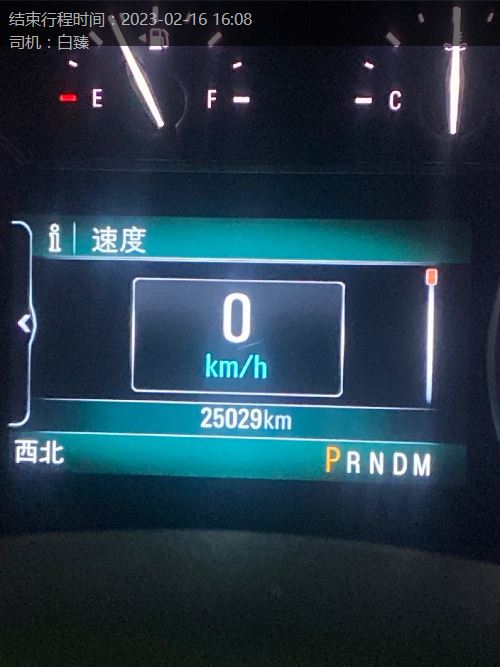 结束行程时间：2023-02-16 16:08
司机：白臻
E F C
i 速度
0
km/h
25029km
西北 PRNDM